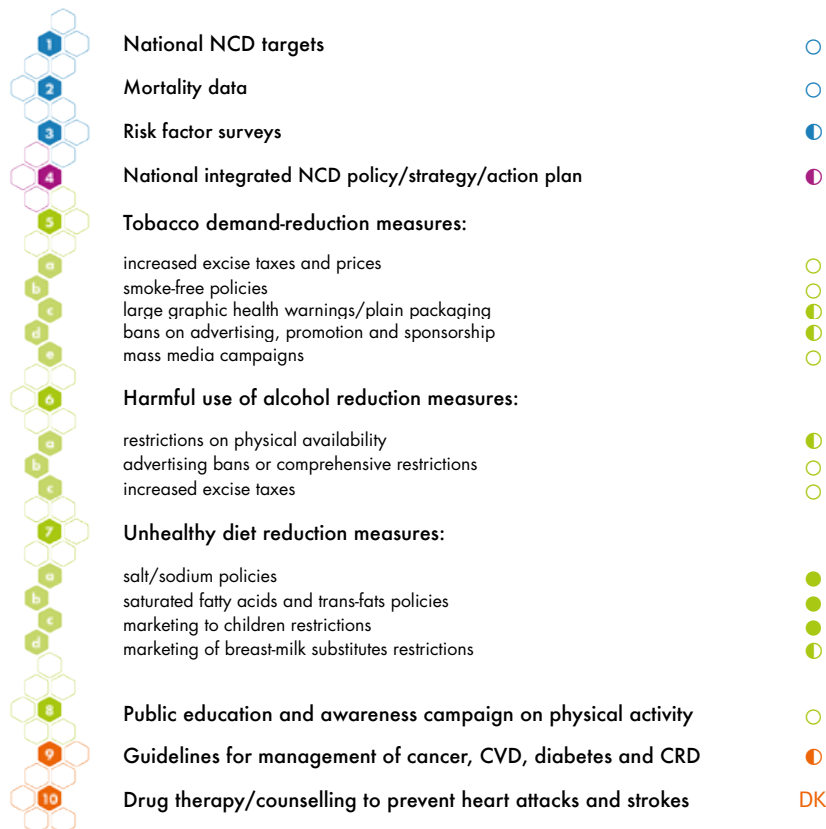 1 National NCD targets
2 Mortality data
3 Risk factor surveys
4 National integrated NCD policy/strategy/action plan
5 Tobacco demand-reduction measures:
a increased excise taxes and prices
b smoke-free policies
c large graphic health warnings/plain packaging
d bans on advertising, promotion and sponsorship
e mass media campaigns
6 Harmful use of alcohol reduction measures:
a restrictions on physical availability
b advertising bans or comprehensive restrictions
c increased excise taxes
7 Unhealthy diet reduction measures:
a salt/sodium policies
b saturated fatty acids and trans-fats policies
c marketing to children restrictions
d marketing of breast-milk substitutes restrictions
8 Public education and awareness campaign on physical activity
9 Guidelines for management of cancer, CVD, diabetes and CRD
10 Drug therapy/counselling to prevent heart attacks and strokes DK